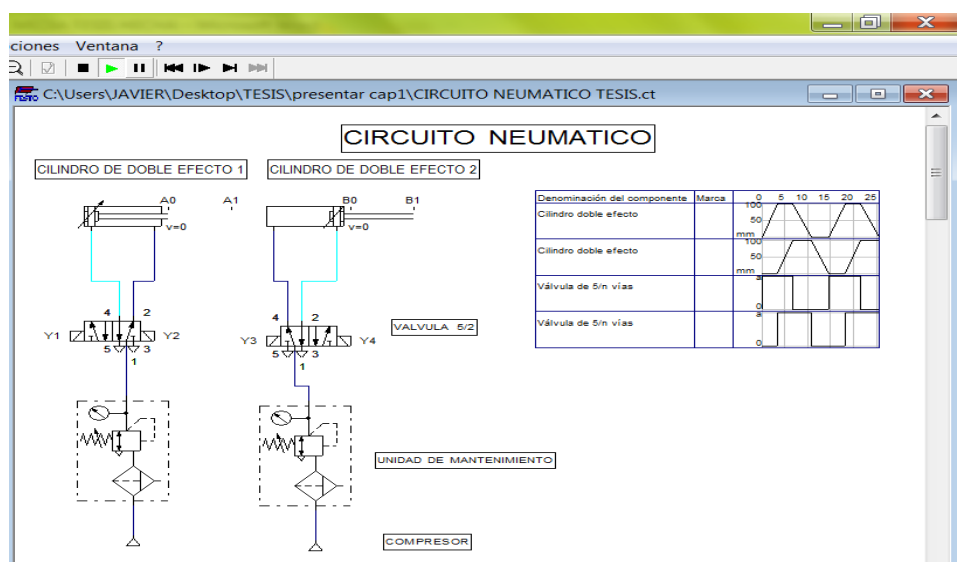 ciones Ventana ?
FESTO C:\Users\JAVIER\Desktop\TESIS\presentar cap1\CIRCUITO NEUMATICO TESIS.ct
CIRCUITO NEUMATICO
CILINDRO DE DOBLE EFECTO 1
CILINDRO DE DOBLE EFECTO 2
A0 A1
v=0
B0 B1
v=0
4 2
Y1 Y2
5 3
1
4 2
Y3 Y4
5 3
1
VALVULA 5/2
UNIDAD DE MANTENIMIENTO
COMPRESOR
Denominación del componente Marca 0 5 10 15 20 25
Cilindro doble efecto 100 50 mm
Cilindro doble efecto 100 50 mm
Válvula de 5/n vías a 0
Válvula de 5/n vías a 0